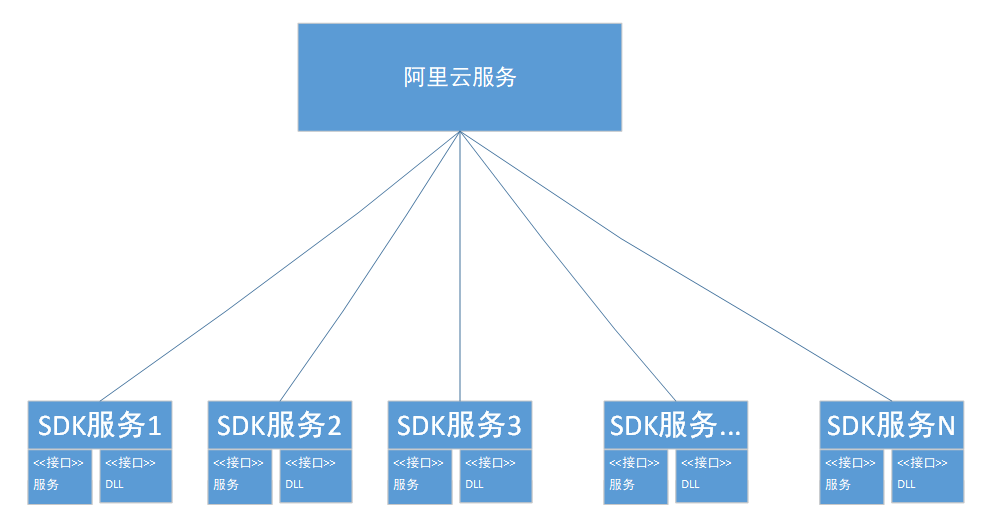 阿里云服务
SDK服务1
SDK服务2
SDK服务3
SDK服务...
SDK服务N
<<接口>>
服务
<<接口>>
DLL
<<接口>>
服务
<<接口>>
DLL
<<接口>>
服务
<<接口>>
DLL
<<接口>>
服务
<<接口>>
DLL
<<接口>>
服务
<<接口>>
DLL